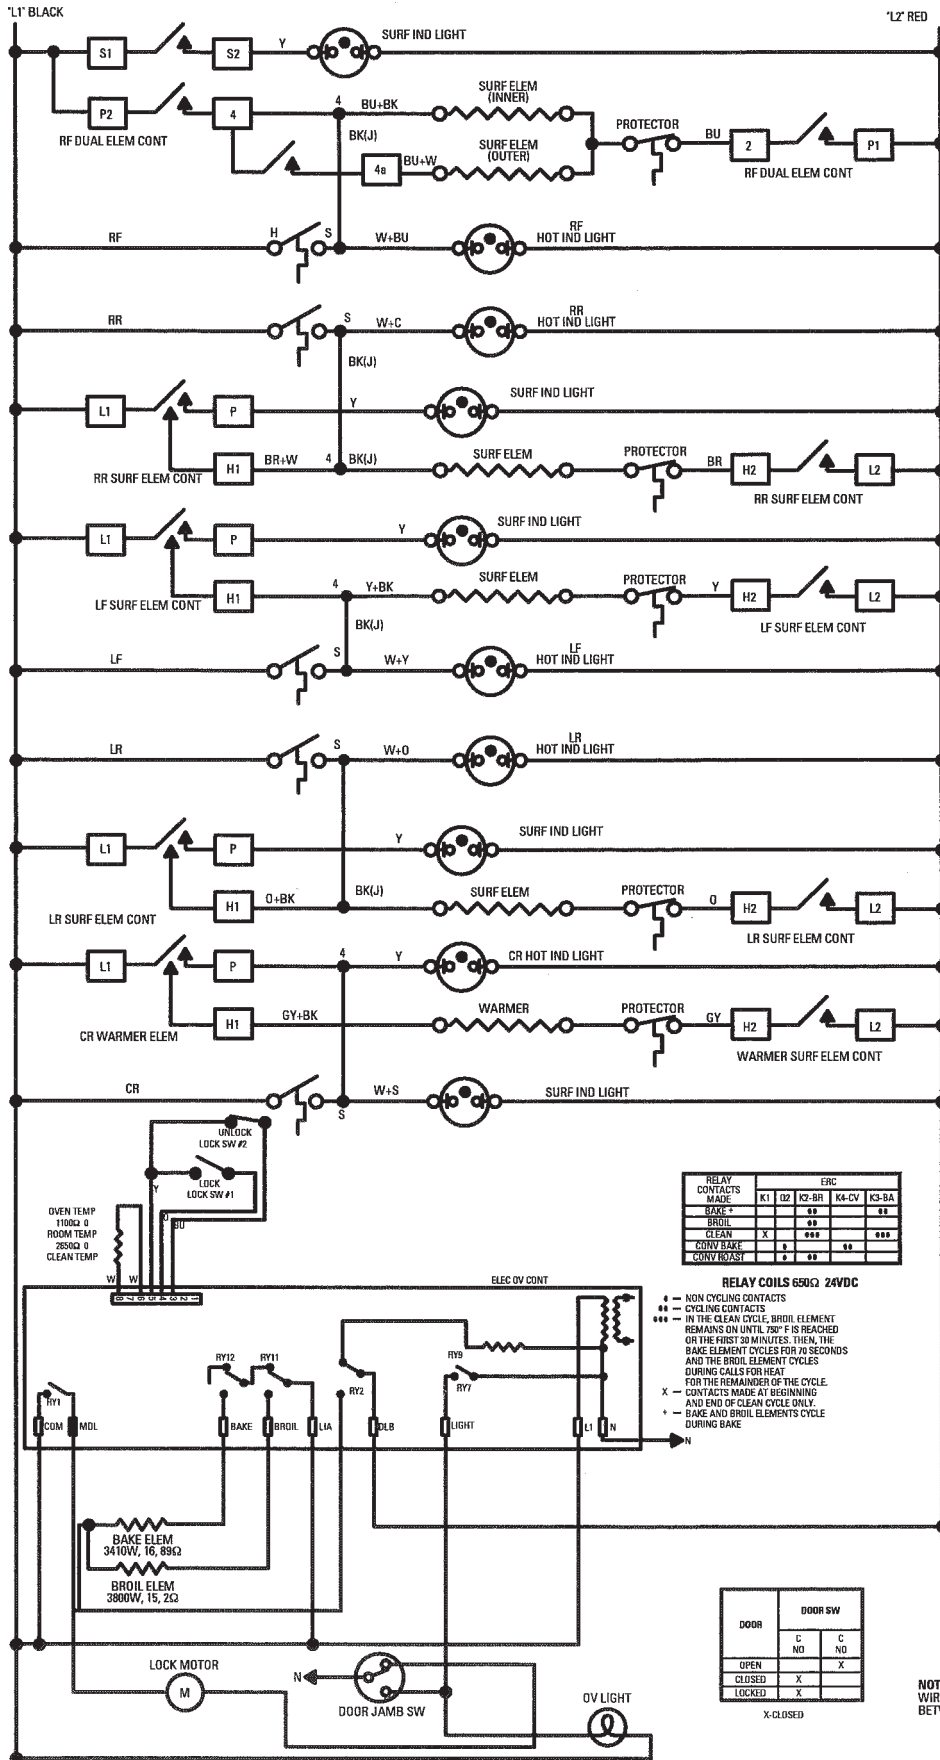 "L1" BLACK
"L2" RED
S1
S2
Y
SURF IND LIGHT
P2
4
4
BU+BK
SURF ELEM
(INNER)
RF DUAL ELEM CONT
BK(J)
4a
BU+W
SURF ELEM
(OUTER)
PROTECTOR
BU
2
P1
RF DUAL ELEM CONT
RF
H
S
W+BU
RF
HOT IND LIGHT
RR
S
W+C
RR
HOT IND LIGHT
BK(J)
L1
P
Y
SURF IND LIGHT
H1
BR+W
4
BK(J)
SURF ELEM
PROTECTOR
BR
H2
L2
RR SURF ELEM CONT
RR SURF ELEM CONT
L1
P
Y
SURF IND LIGHT
H1
4
Y+BK
SURF ELEM
PROTECTOR
Y
H2
L2
LF SURF ELEM CONT
LF SURF ELEM CONT
BK(J)
LF
S
W+Y
LF
HOT IND LIGHT
LR
S
W+O
LR
HOT IND LIGHT
L1
P
Y
SURF IND LIGHT
H1
O+BK
BK(J)
SURF ELEM
PROTECTOR
O
H2
L2
LR SURF ELEM CONT
LR SURF ELEM CONT
L1
P
4
Y
CR HOT IND LIGHT
H1
GY+BK
WARMER
PROTECTOR
GY
H2
L2
CR WARMER ELEM
WARMER SURF ELEM CONT
CR
S
W+S
SURF IND LIGHT
UNLOCK
LOCK SW #2
LOCK
LOCK SW #1
Y
O
BU
OVEN TEMP
1100Ω @
ROOM TEMP
2650Ω @
CLEAN TEMP
W
W
8 7 6 5 4 3 2 1
ELEC OV CONT
RELAY CONTACTS MADE
ERC
K1 Q2 K2-BR K4-CV K3-BA
BAKE + ** **
BROIL **
CLEAN X *** ***
CONV BAKE * **
CONV ROAST * **
RELAY COILS 650Ω 24VDC
* — NON CYCLING CONTACTS
** — CYCLING CONTACTS
*** — IN THE CLEAN CYCLE, BROIL ELEMENT
REMAINS ON UNTIL 750° F IS REACHED
OR THE FIRST 30 MINUTES. THEN, THE
BAKE ELEMENT CYCLES FOR 70 SECONDS
AND THE BROIL ELEMENT CYCLES
DURING CALLS FOR HEAT
FOR THE REMAINDER OF THE CYCLE.
X — CONTACTS MADE AT BEGINNING
AND END OF CLEAN CYCLE ONLY.
+ — BAKE AND BROIL ELEMENTS CYCLE
DURING BAKE
RY12
RY11
RY9
RY7
RY2
RY1
COM
MDL
BAKE
BROIL
LIA
DLB
LIGHT
L1
N
N
BAKE ELEM
3410W, 16, 89Ω
BROIL ELEM
3800W, 15, 2Ω
LOCK MOTOR
M
N
DOOR JAMB SW
OV LIGHT
DOOR
DOOR SW
C NO
C NO
OPEN X
CLOSED X
LOCKED X
X-CLOSED
NOT
WIR
BETV